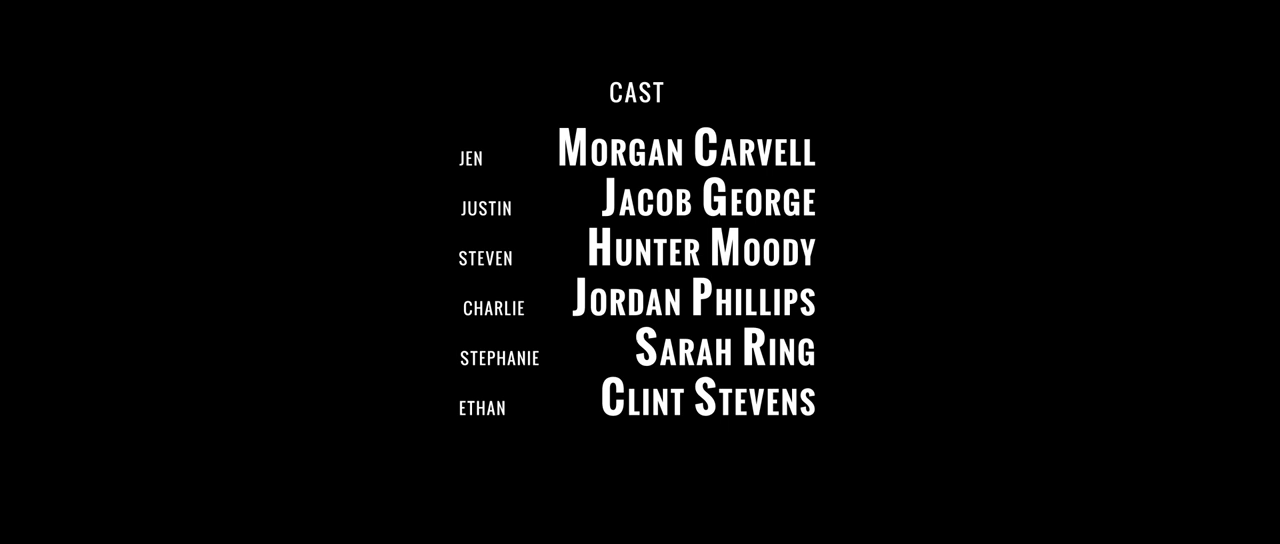 CAST
JEN MORGAN CARVELL
JUSTIN JACOB GEORGE
STEVEN HUNTER MOODY
CHARLIE JORDAN PHILLIPS
STEPHANIE SARAH RING
ETHAN CLINT STEVENS